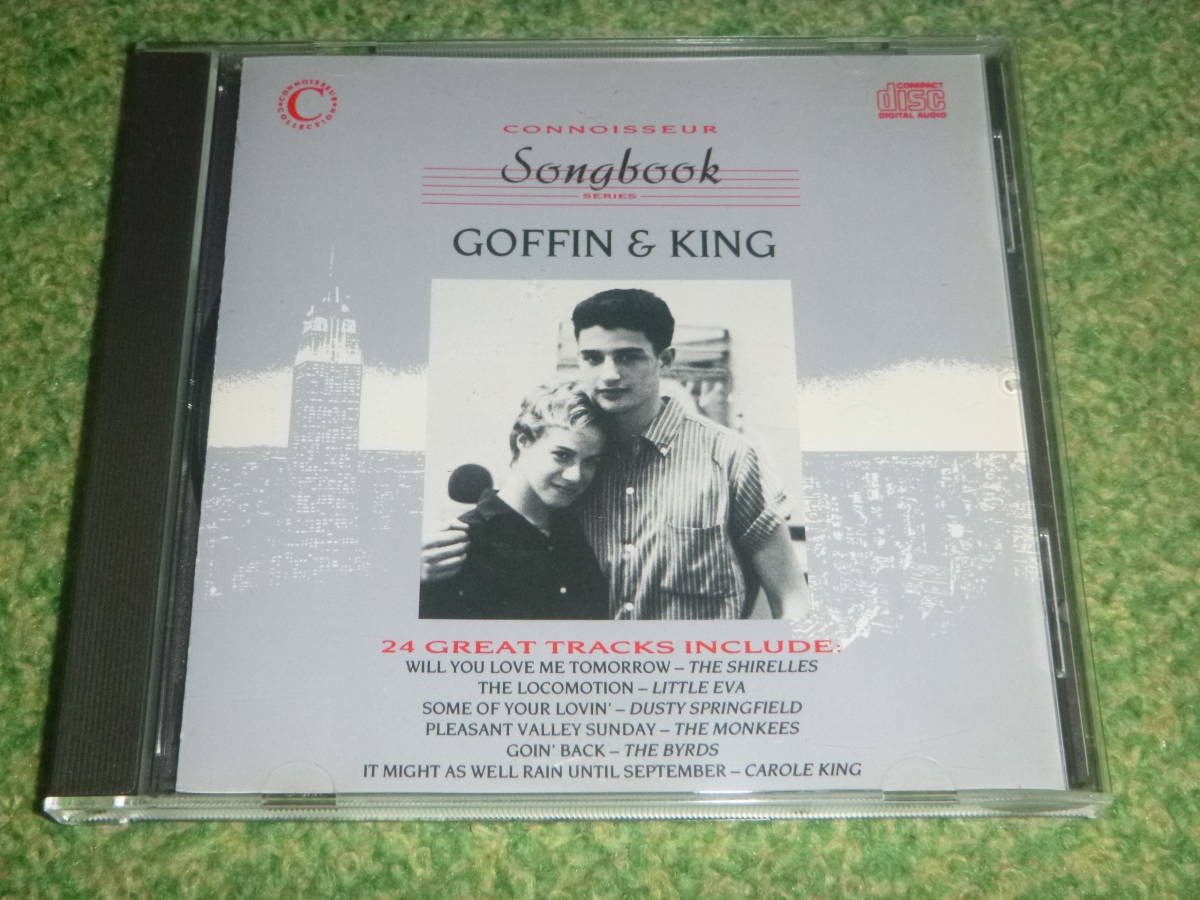 CONNOISSEUR COLLECTION
C
COMPACT
disc
DIGITAL AUDIO
CONNOISSEUR
Songbook
SERIES
GOFFIN & KING
24 GREAT TRACKS INCLUDE:
WILL YOU LOVE ME TOMORROW – THE SHIRELLES
THE LOCOMOTION – LITTLE EVA
SOME OF YOUR LOVIN' – DUSTY SPRINGFIELD
PLEASANT VALLEY SUNDAY – THE MONKEES
GOIN' BACK – THE BYRDS
IT MIGHT AS WELL RAIN UNTIL SEPTEMBER – CAROLE KING